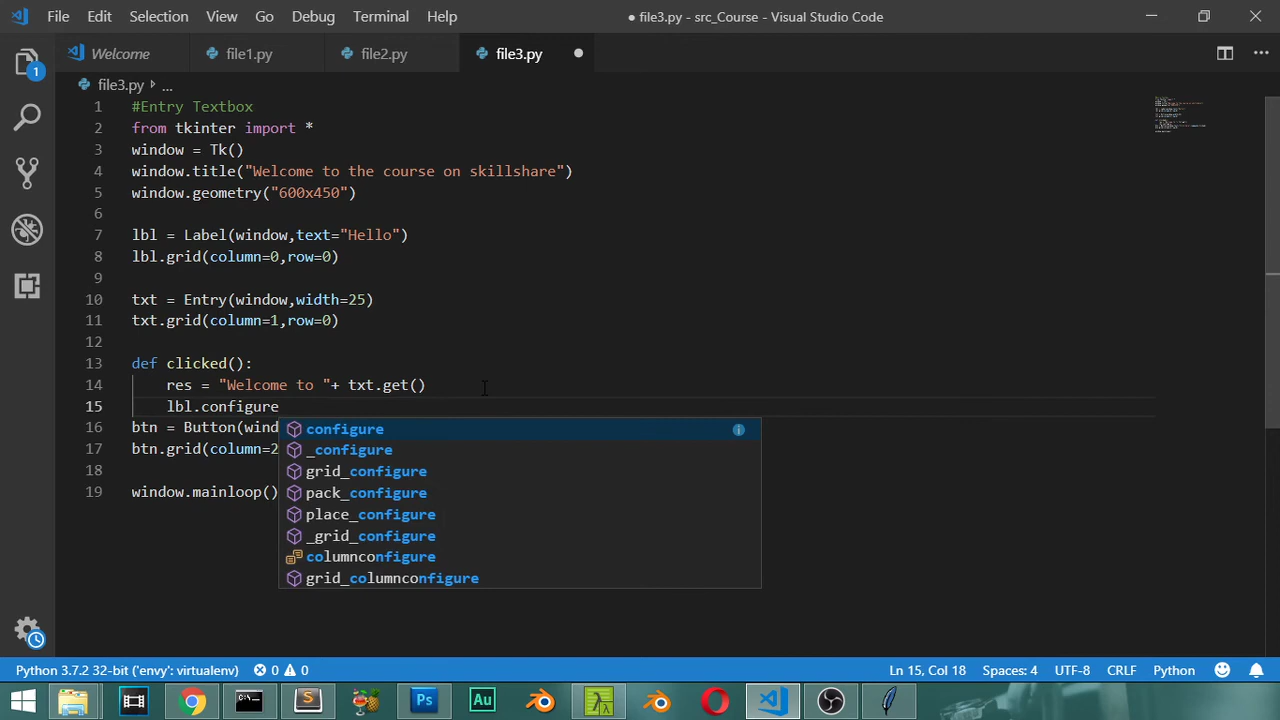 File Edit Selection View Go Debug Terminal Help ● file3.py - src_Course - Visual Studio Code
Welcome file1.py file2.py file3.py
file3.py ...
1 #Entry Textbox
2 from tkinter import *
3 window = Tk()
4 window.title("Welcome to the course on skillshare")
5 window.geometry("600x450")
6
7 lbl = Label(window,text="Hello")
8 lbl.grid(column=0,row=0)
9
10 txt = Entry(window,width=25)
11 txt.grid(column=1,row=0)
12
13 def clicked():
14 res = "Welcome to "+ txt.get()
15 lbl.configure
16 btn = Button(wind
17 btn.grid(column=2
18
19 window.mainloop()
configure
_configure
grid_configure
pack_configure
place_configure
_grid_configure
columnconfigure
grid_columnconfigure
1
Python 3.7.2 32-bit ('envy': virtualenv) 0 0 Ln 15, Col 18 Spaces: 4 UTF-8 CRLF Python
Ps Au